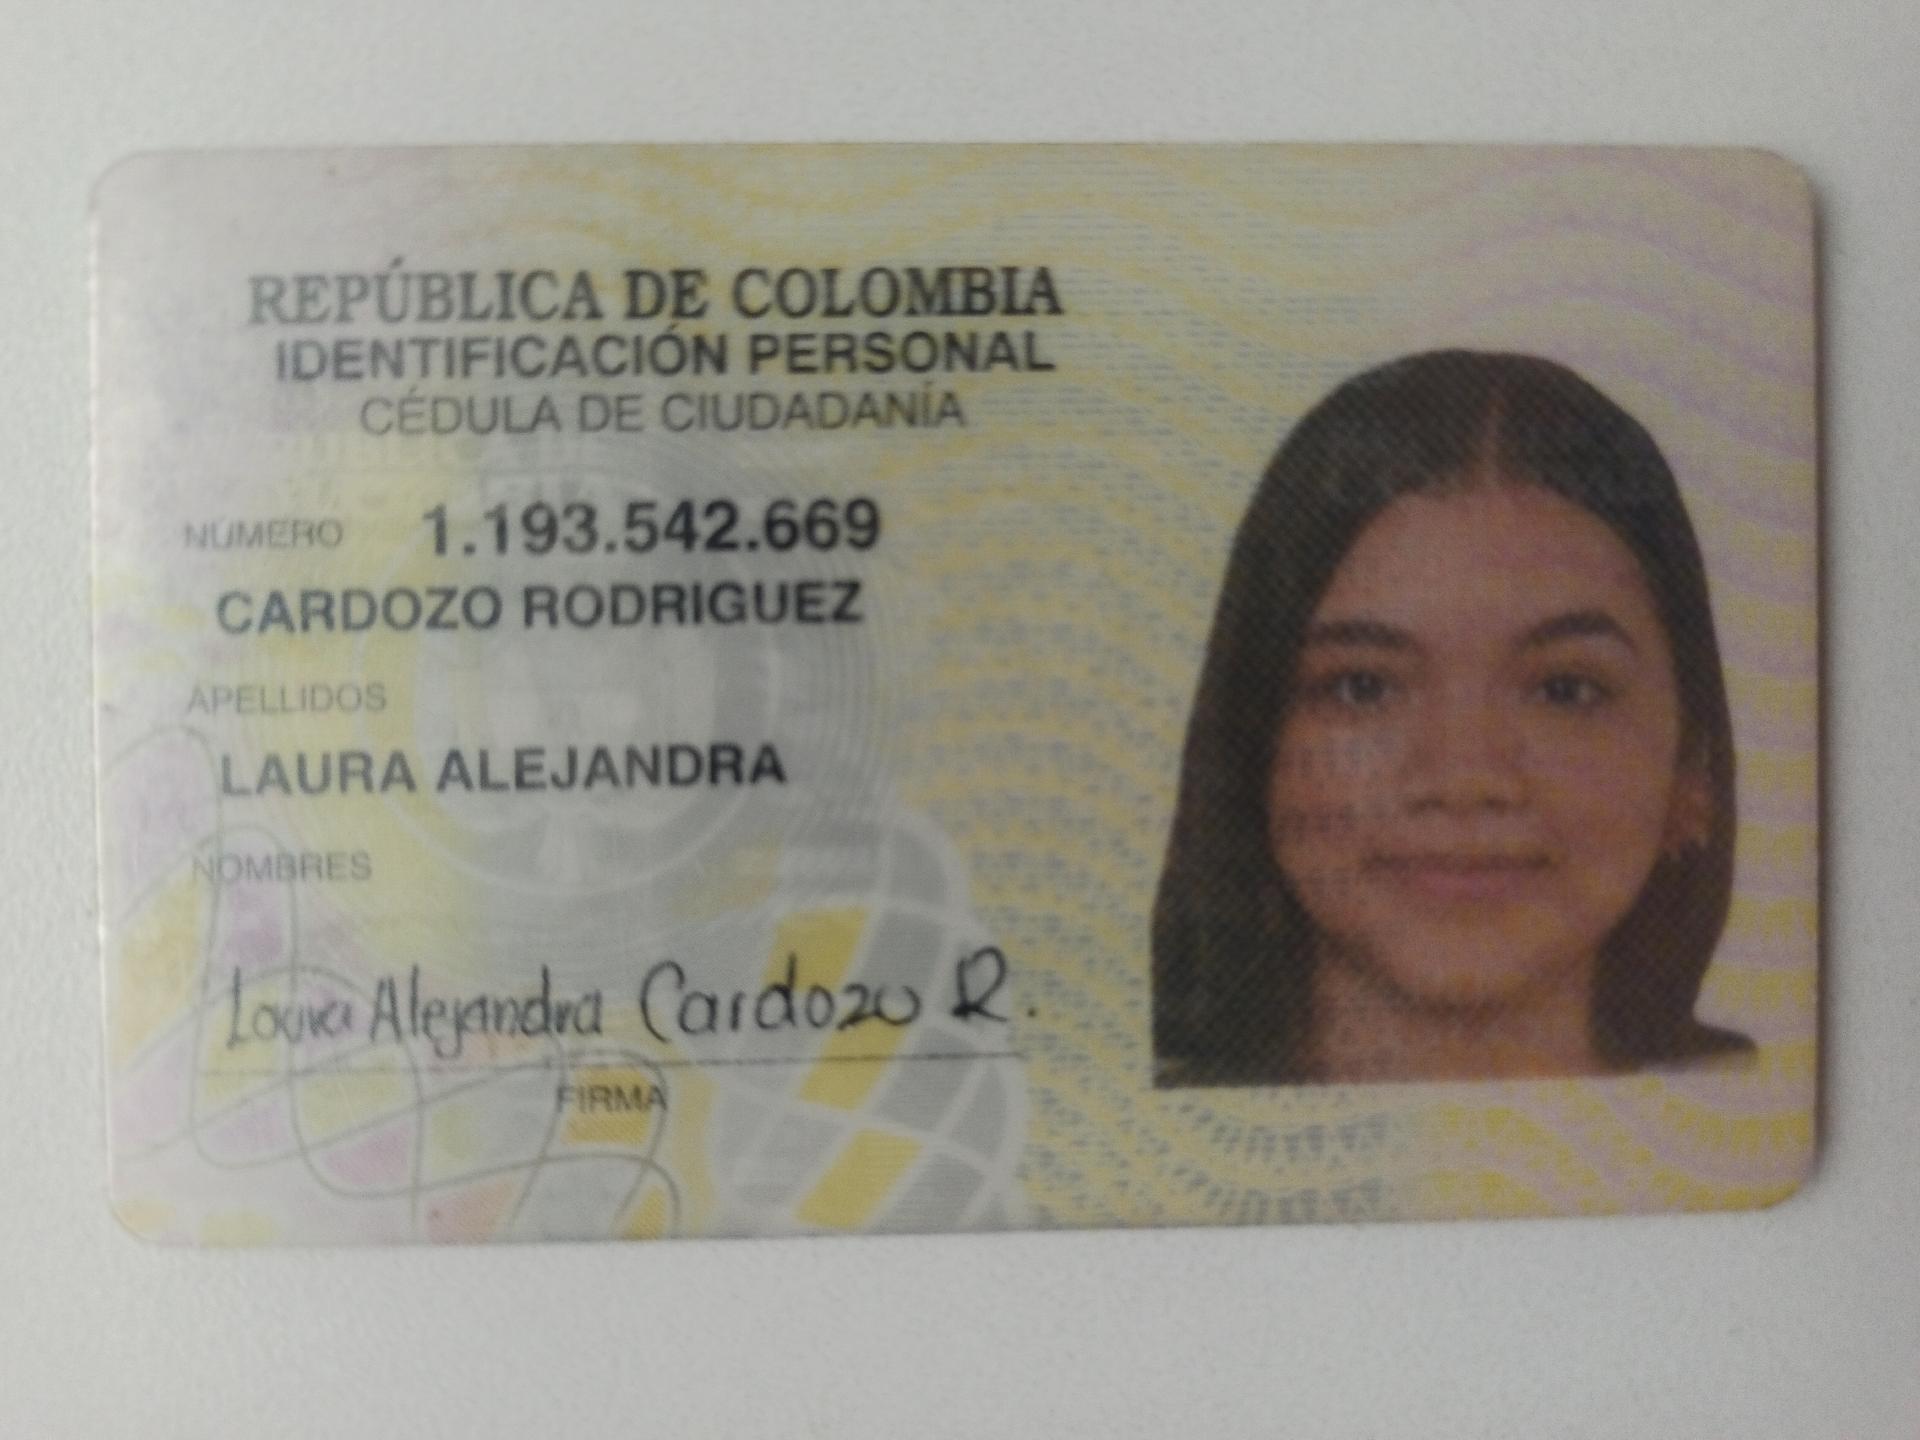 REPÚBLICA DE COLOMBIA
IDENTIFICACIÓN PERSONAL
CÉDULA DE CIUDADANÍA
NÚMERO 1.193.542.669
CARDOZO RODRIGUEZ
APELLIDOS
LAURA ALEJANDRA
NOMBRES
Laura Alejandra Cardozo R.
FIRMA